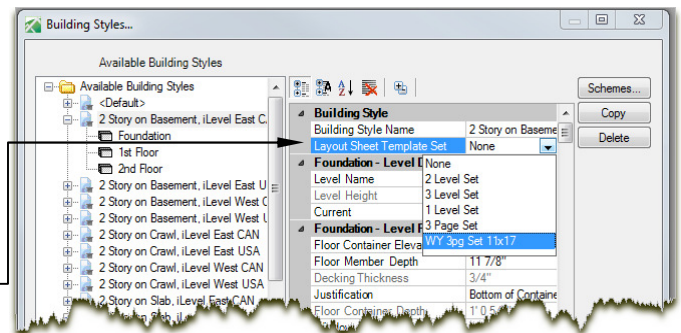 Building Styles...
Available Building Styles
Available Building Styles
<Default>
2 Story on Basement, iLevel East C
Foundation
1st Floor
2nd Floor
2 Story on Basement, iLevel East U
2 Story on Basement, iLevel West C
2 Story on Basement, iLevel West U
2 Story on Crawl, iLevel East CAN
2 Story on Crawl, iLevel East USA
2 Story on Crawl, iLevel West CAN
2 Story on Crawl, iLevel West USA
2 Story on Slab, iLevel East CAN
Building Style
Building Style Name 2 Story on Baseme
Layout Sheet Template Set None
Foundation - Level D
Level Name
Level Height
Current
Foundation - Level
Floor Container Eleva
Floor Member Depth 11 7/8"
Decking Thickness 3/4"
Justification Bottom of Containe
Floor Container Depth
None
2 Level Set
3 Level Set
1 Level Set
3 Page Set
WY 3pg Set 11x17
Schemes...
Copy
Delete